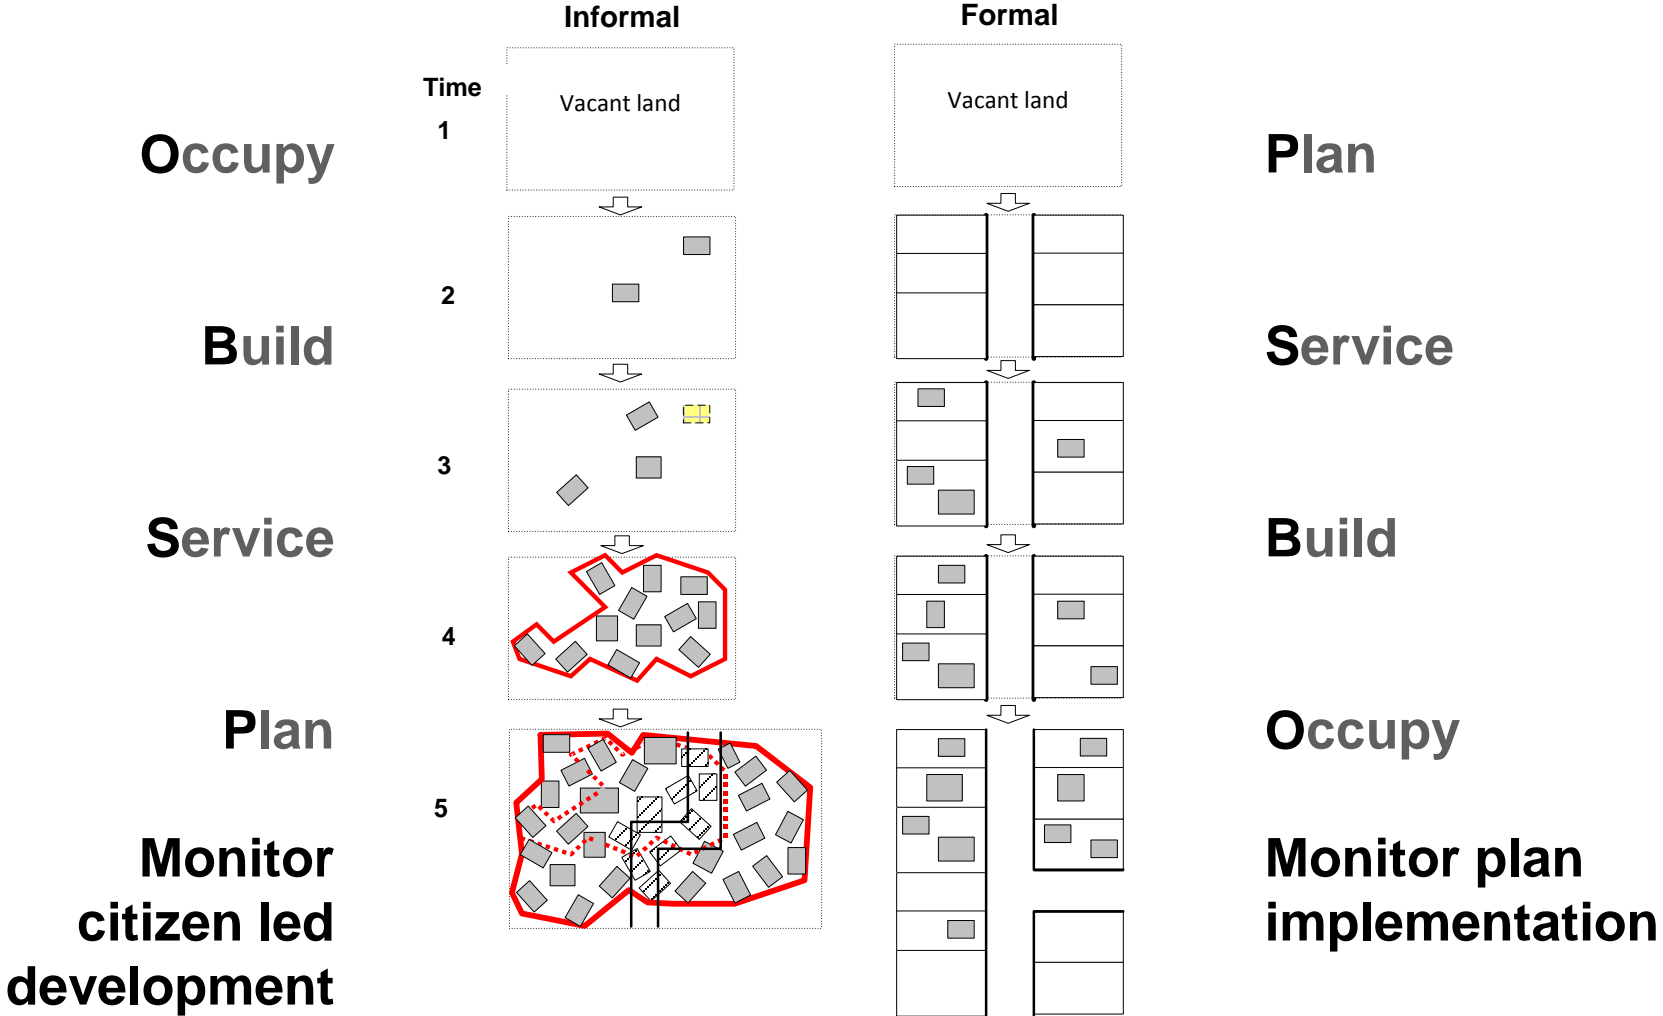 Informal
Formal
Time
Vacant land
Vacant land
1
Occupy
Plan
2
Build
Service
3
Service
Build
4
Plan
Occupy
5
Monitor
citizen led
development
Monitor plan
implementation